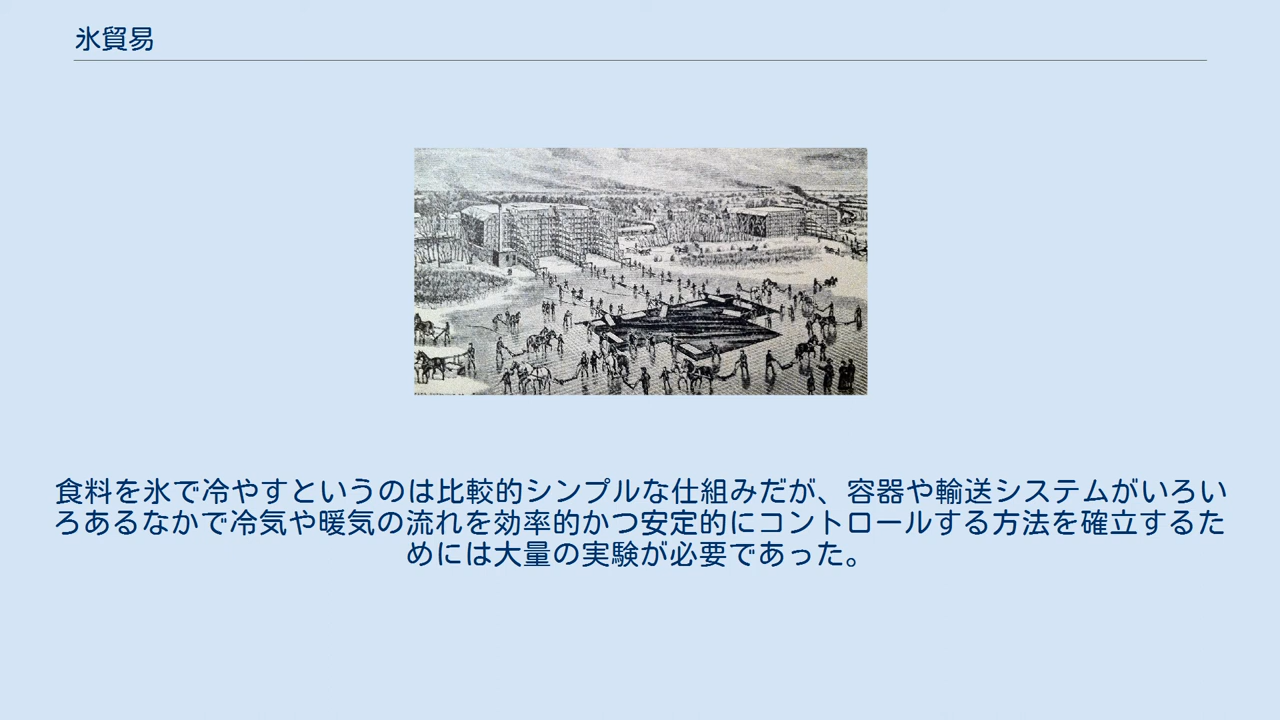 氷貿易
食料を氷で冷やすというのは比較的シンプルな仕組みだが、容器や輸送システムがいろい
ろあるなかで冷気や暖気の流れを効率的かつ安定的にコントロールする方法を確立するた
めには大量の実験が必要であった。